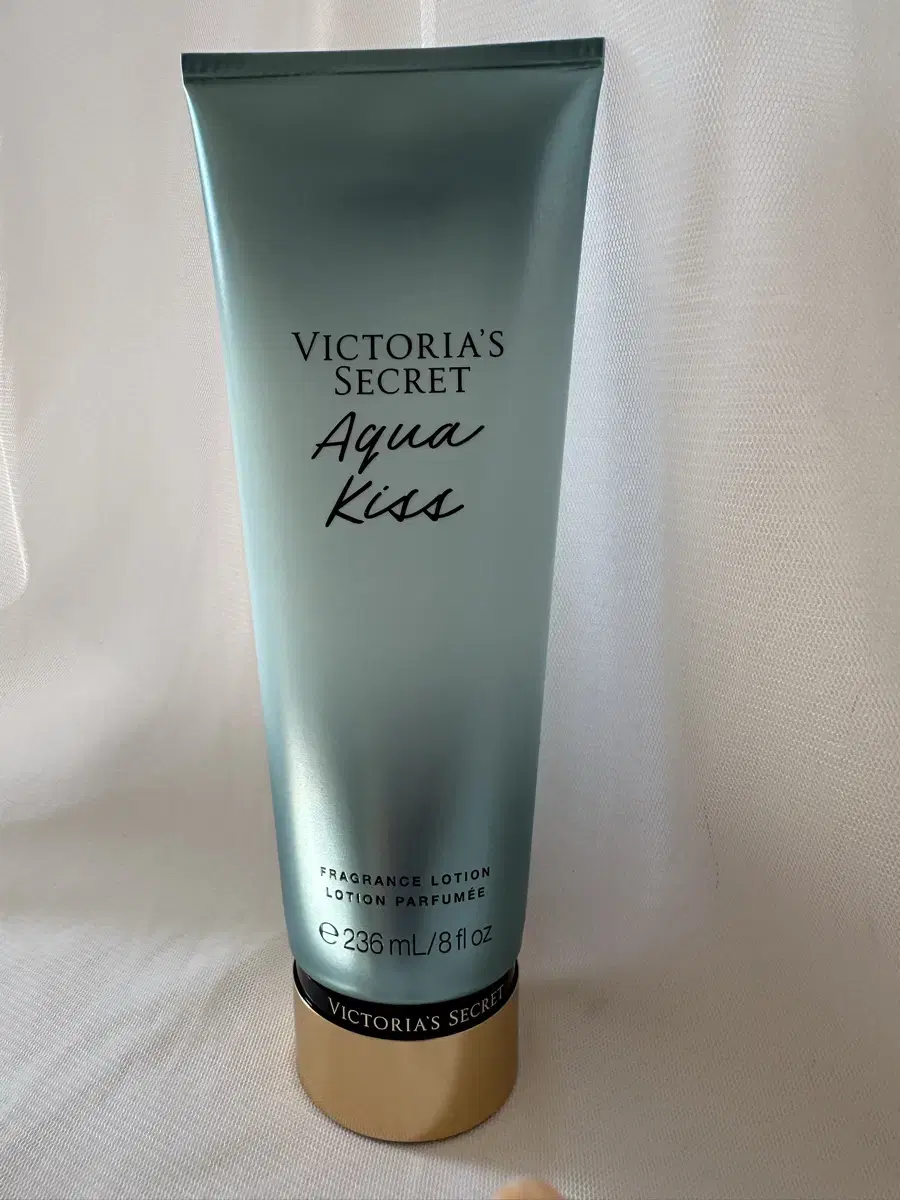 VICTORIA'S
SECRET
Aqua
Kiss
FRAGRANCE LOTION
LOTION PARFUMÉE
℮ 236 mL/8 fl oz
VICTORIA'S SECRET